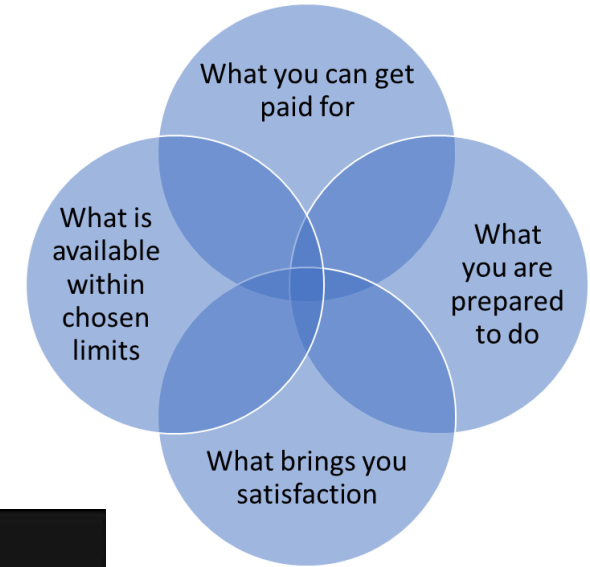 What you can get
paid for
What is
available
within
chosen
limits
What
you are
prepared
to do
What brings you
satisfaction